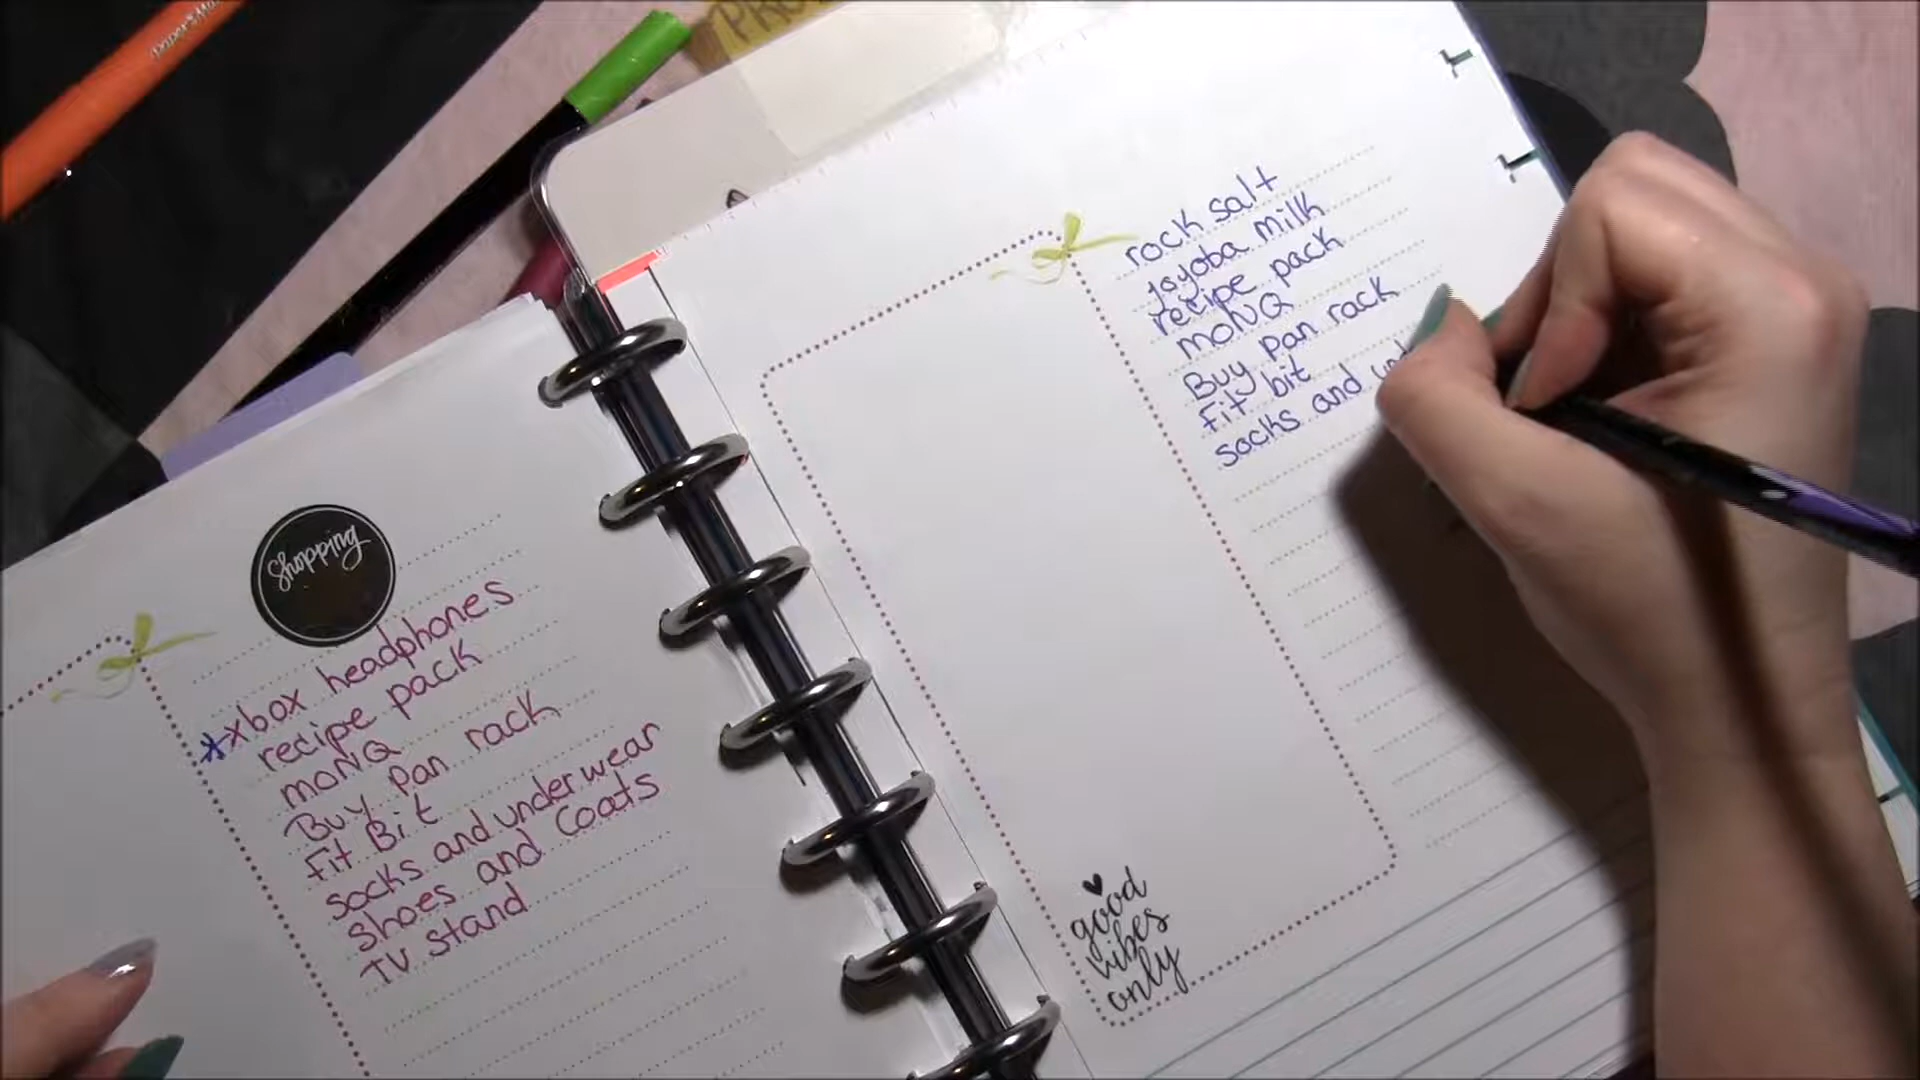 Shopping
*xbox headphones
recipe pack
moNQ
Buy Pan rack
Fit Bit
socks and underwear
shoes and Coats
TV stand
rock salt
jojoba milk
recipe pack
moNQ
Buy pan rack
Fit bit
socks and
good
vibes
only